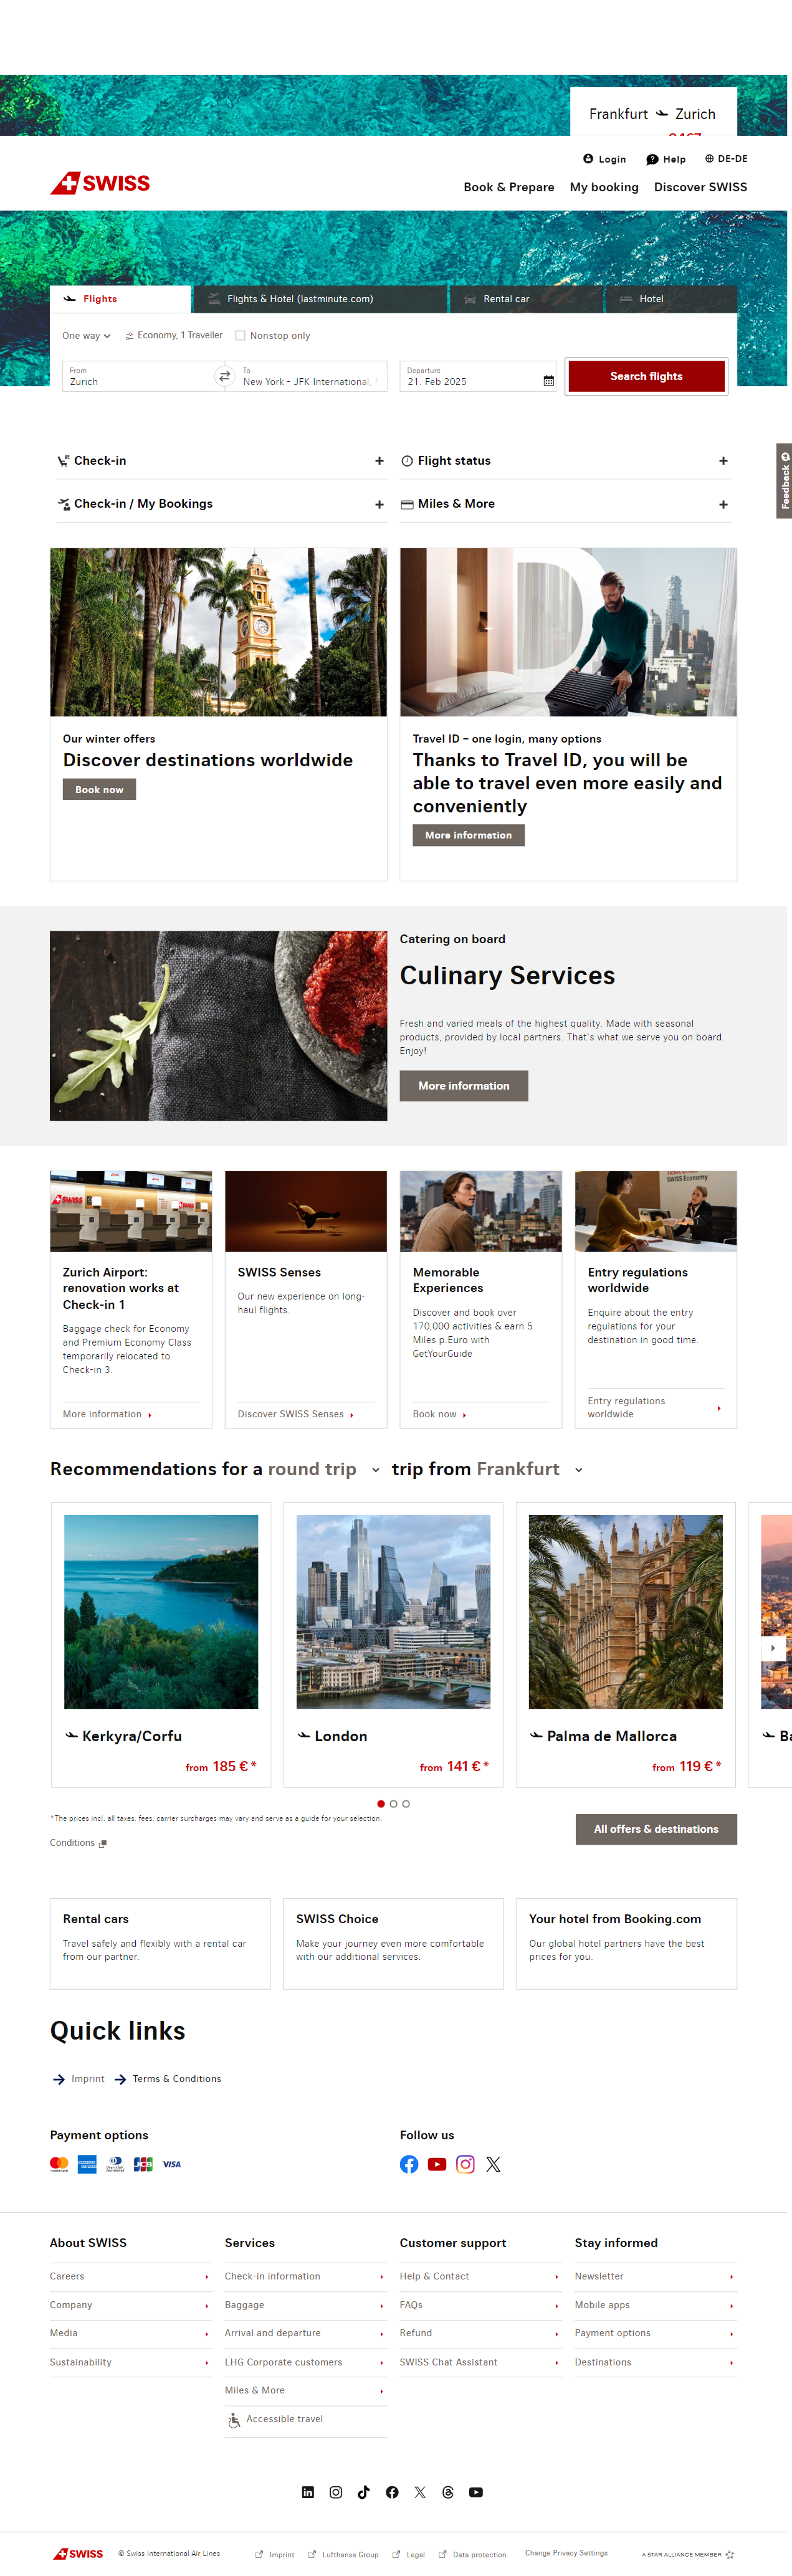 Frankfurt Zurich
Login Help DE-DE
SWISS
Book & Prepare My booking Discover SWISS
Flights Flights & Hotel (lastminute.com) Rental car Hotel
One way Economy, 1 Traveller Nonstop only
From To Departure
Zurich New York - JFK International, 21. Feb 2025 Search flights
Check-in Flight status
Feedback
Check-in / My Bookings Miles & More
Our winter offers
Discover destinations worldwide
Book now
Travel ID – one login, many options
Thanks to Travel ID, you will be
able to travel even more easily and
conveniently
More information
Catering on board
Culinary Services
Fresh and varied meals of the highest quality. Made with seasonal
products, provided by local partners. That's what we serve you on board.
Enjoy!
More information
SWISS
SWISS
SWISS Economy
Zurich Airport:
renovation works at
Check-in 1
Baggage check for Economy
and Premium Economy Class
temporarily relocated to
Check-in 3.
More information
SWISS Senses
Our new experience on long-
haul flights.
Discover SWISS Senses
Memorable
Experiences
Discover and book over
170,000 activities & earn 5
Miles p.Euro with
GetYourGuide
Book now
Entry regulations
worldwide
Enquire about the entry
regulations for your
destination in good time.
Entry regulations
worldwide
Recommendations for a round trip trip from Frankfurt
Kerkyra/Corfu
from 185 € *
London
from 141 € *
Palma de Mallorca
from 119 € *
Ba
*The prices incl. all taxes, fees, carrier surcharges may vary and serve as a guide for your selection.
Conditions
All offers & destinations
Rental cars
Travel safely and flexibly with a rental car
from our partner.
SWISS Choice
Make your journey even more comfortable
with our additional services.
Your hotel from Booking.com
Our global hotel partners have the best
prices for you.
Quick links
Imprint Terms & Conditions
Payment options
JCB VISA
Follow us
About SWISS
Careers
Company
Media
Sustainability
Services
Check-in information
Baggage
Arrival and departure
LHG Corporate customers
Miles & More
Accessible travel
Customer support
Help & Contact
FAQs
Refund
SWISS Chat Assistant
Stay informed
Newsletter
Mobile apps
Payment options
Destinations
SWISS © Swiss International Air Lines Imprint Lufthansa Group Legal Data protection Change Privacy Settings A STAR ALLIANCE MEMBER